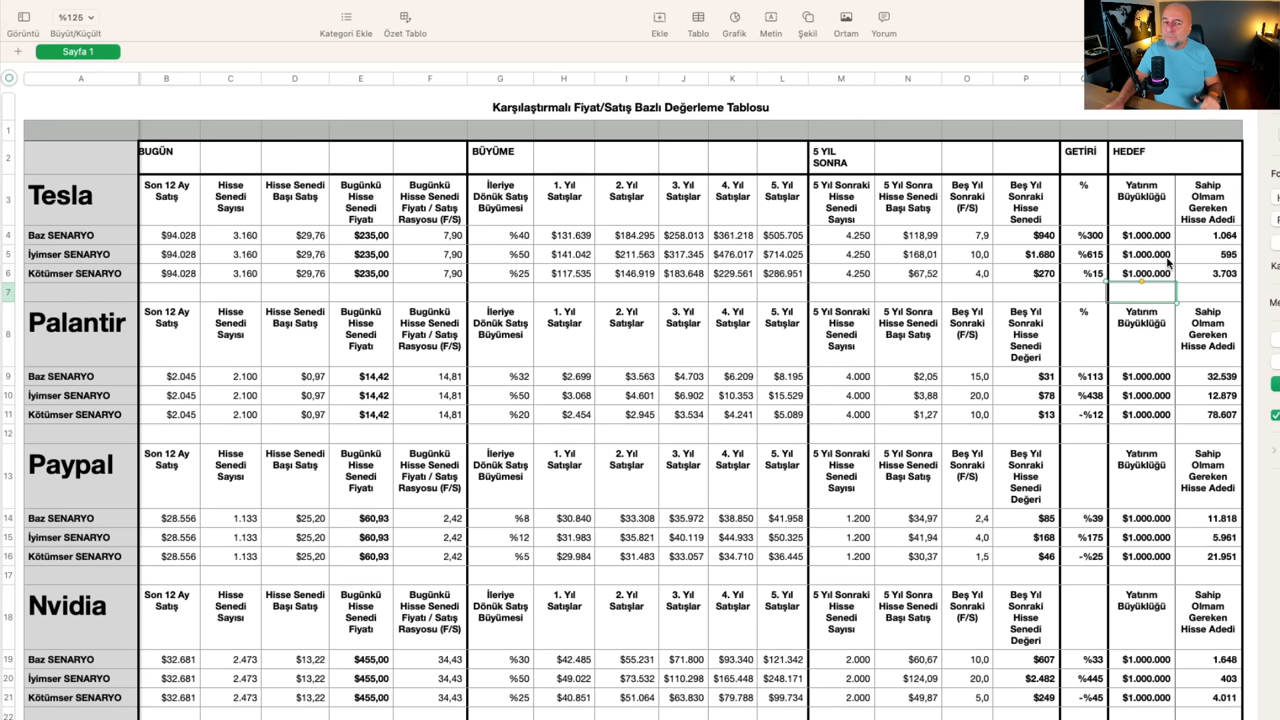 %125
Görüntü Büyüt/Küçült Kategori Ekle Özet Tablo Ekle Tablo Grafik Metin Şekil Ortam Yorum
Sayfa 1
A B C D E F G H I J K L M N O P
Karşılaştırmalı Fiyat/Satış Bazlı Değerleme Tablosu
1
2 BUGÜN BÜYÜME 5 YIL SONRA GETİRİ HEDEF
3 Tesla Son 12 Ay Satış Hisse Senedi Sayısı Hisse Senedi Başı Satış Bugünkü Hisse Senedi Fiyatı Bugünkü Hisse Senedi Fiyatı / Satış Rasyosu (F/S) İleriye Dönük Satış Büyümesi 1. Yıl Satışlar 2. Yıl Satışlar 3. Yıl Satışlar 4. Yıl Satışlar 5. Yıl Satışlar 5 Yıl Sonraki Hisse Senedi Sayısı 5 Yıl Sonra Hisse Senedi Başı Satış Beş Yıl Sonraki (F/S) Beş Yıl Sonraki Hisse Senedi % Yatırım Büyüklüğü Sahip Olmam Gereken Hisse Adedi
4 Baz SENARYO $94.028 3.160 $29,76 $235,00 7,90 %40 $131.639 $184.295 $258.013 $361.218 $505.705 4.250 $118,99 7,9 $940 %300 $1.000.000 1.064
5 İyimser SENARYO $94.028 3.160 $29,76 $235,00 7,90 %50 $141.042 $211.563 $317.345 $476.017 $714.025 4.250 $168,01 10,0 $1.680 %615 $1.000.000 595
6 Kötümser SENARYO $94.028 3.160 $29,76 $235,00 7,90 %25 $117.535 $146.919 $183.648 $229.561 $286.951 4.250 $67,52 4,0 $270 %15 $1.000.000 3.703
7
8 Palantir Son 12 Ay Satış Hisse Senedi Sayısı Hisse Senedi Başı Satış Bugünkü Hisse Senedi Fiyatı Bugünkü Hisse Senedi Fiyatı / Satış Rasyosu (F/S) İleriye Dönük Satış Büyümesi 1. Yıl Satışlar 2. Yıl Satışlar 3. Yıl Satışlar 4. Yıl Satışlar 5. Yıl Satışlar 5 Yıl Sonraki Hisse Senedi Sayısı 5 Yıl Sonra Hisse Senedi Başı Satış Beş Yıl Sonraki (F/S) Beş Yıl Sonraki Hisse Senedi Değeri % Yatırım Büyüklüğü Sahip Olmam Gereken Hisse Adedi
9 Baz SENARYO $2.045 2.100 $0,97 $14,42 14,81 %32 $2.699 $3.563 $4.703 $6.209 $8.195 4.000 $2,05 15,0 $31 %113 $1.000.000 32.539
10 İyimser SENARYO $2.045 2.100 $0,97 $14,42 14,81 %50 $3.068 $4.601 $6.902 $10.353 $15.529 4.000 $3,88 20,0 $78 %438 $1.000.000 12.879
11 Kötümser SENARYO $2.045 2.100 $0,97 $14,42 14,81 %20 $2.454 $2.945 $3.534 $4.241 $5.089 4.000 $1,27 10,0 $13 -%12 $1.000.000 78.607
12
13 Paypal Son 12 Ay Satış Hisse Senedi Sayısı Hisse Senedi Başı Satış Bugünkü Hisse Senedi Fiyatı Bugünkü Hisse Senedi Fiyatı / Satış Rasyosu (F/S) İleriye Dönük Satış Büyümesi 1. Yıl Satışlar 2. Yıl Satışlar 3. Yıl Satışlar 4. Yıl Satışlar 5. Yıl Satışlar 5 Yıl Sonraki Hisse Senedi Sayısı 5 Yıl Sonra Hisse Senedi Başı Satış Beş Yıl Sonraki (F/S) Beş Yıl Sonraki Hisse Senedi Değeri Yatırım Büyüklüğü Sahip Olmam Gereken Hisse Adedi
14 Baz SENARYO $28.556 1.133 $25,20 $60,93 2,42 %8 $30.840 $33.308 $35.972 $38.850 $41.958 1.200 $34,97 2,4 $85 %39 $1.000.000 11.818
15 İyimser SENARYO $28.556 1.133 $25,20 $60,93 2,42 %12 $31.983 $35.821 $40.119 $44.933 $50.325 1.200 $41,94 4,0 $168 %175 $1.000.000 5.961
16 Kötümser SENARYO $28.556 1.133 $25,20 $60,93 2,42 %5 $29.984 $31.483 $33.057 $34.710 $36.445 1.200 $30,37 1,5 $46 -%25 $1.000.000 21.951
17
18 Nvidia Son 12 Ay Satış Hisse Senedi Sayısı Hisse Senedi Başı Satış Bugünkü Hisse Senedi Fiyatı Bugünkü Hisse Senedi Fiyatı / Satış Rasyosu (F/S) İleriye Dönük Satış Büyümesi 1. Yıl Satışlar 2. Yıl Satışlar 3. Yıl Satışlar 4. Yıl Satışlar 5. Yıl Satışlar 5 Yıl Sonraki Hisse Senedi Sayısı 5 Yıl Sonra Hisse Senedi Başı Satış Beş Yıl Sonraki (F/S) Beş Yıl Sonraki Hisse Senedi Değeri Yatırım Büyüklüğü Sahip Olmam Gereken Hisse Adedi
19 Baz SENARYO $32.681 2.473 $13,22 $455,00 34,43 %30 $42.485 $55.231 $71.800 $93.340 $121.342 2.000 $60,67 10,0 $607 %33 $1.000.000 1.648
20 İyimser SENARYO $32.681 2.473 $13,22 $455,00 34,43 %50 $49.022 $73.532 $110.298 $165.448 $248.171 2.000 $124,09 20,0 $2.482 %445 $1.000.000 403
21 Kötümser SENARYO $32.681 2.473 $13,22 $455,00 34,43 %25 $40.851 $51.064 $63.830 $79.788 $99.734 2.000 $49,87 5,0 $249 -%45 $1.000.000 4.011
22